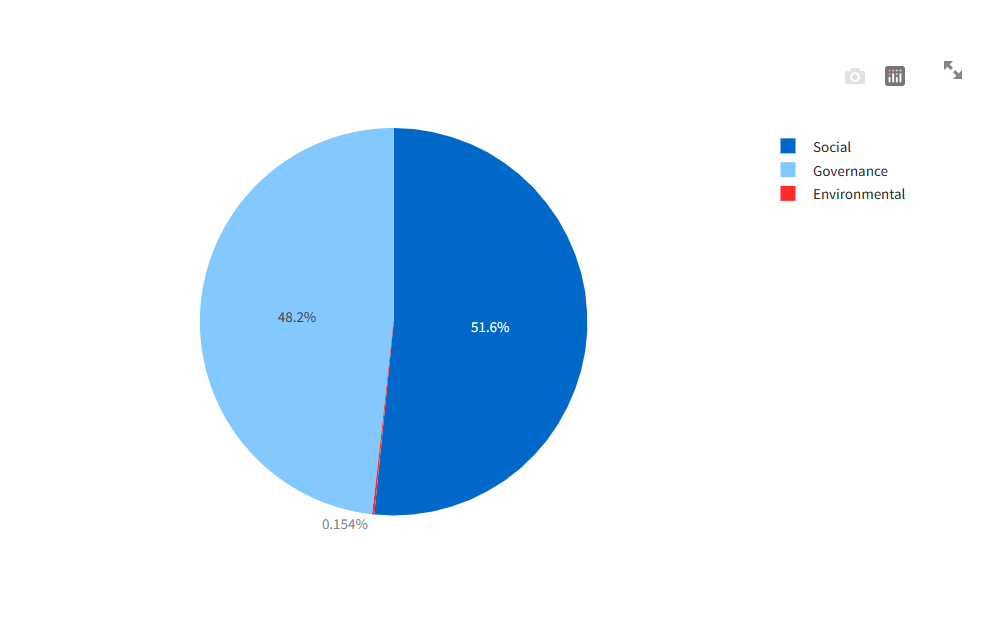 Social
Governance
Environmental
48.2%
51.6%
0.154%